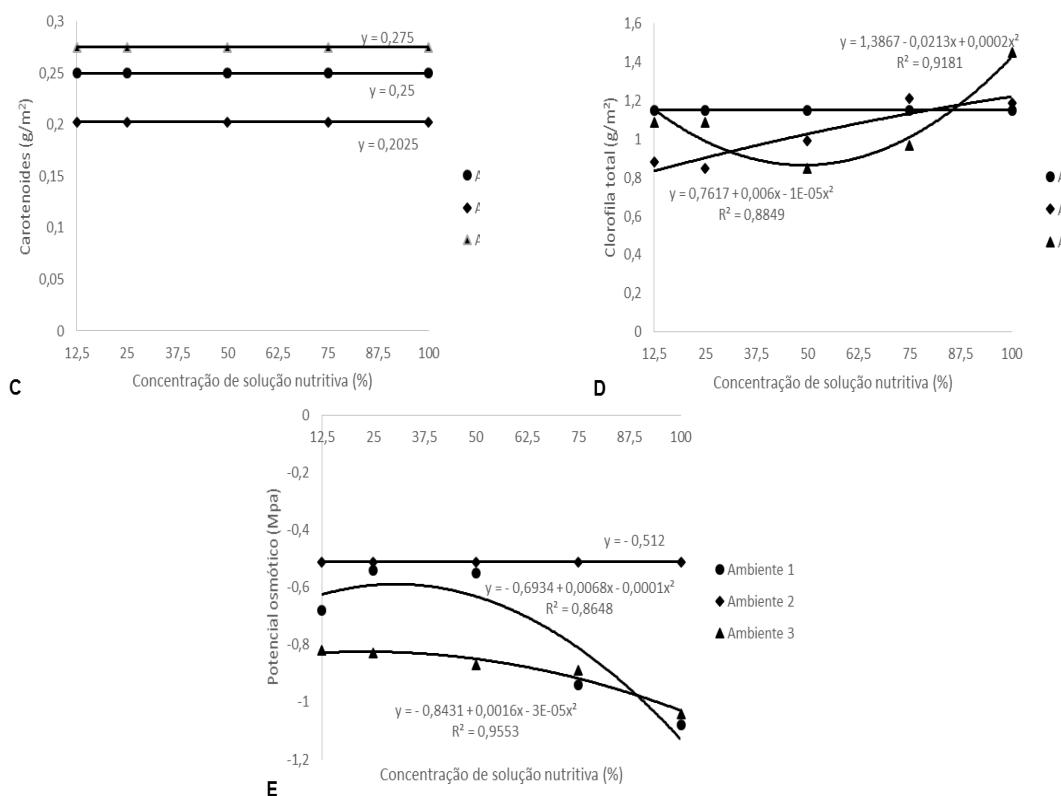 0,3
0,25
0,2
0,15
0,1
0,05
0
Carotenoides (g/m²)
y = 0,275
y = 0,25
y = 0,2025
A
A
A
12,5 25 37,5 50 62,5 75 87,5 100
Concentração de solução nutritiva (%)
C
1,6
1,4
1,2
1
0,8
0,6
0,4
0,2
0
Clorofila total (g/m²)
y = 1,3867 - 0,0213x + 0,0002x²
R² = 0,9181
y = 0,7617 + 0,006x - 1E-05x²
R² = 0,8849
A
A
A
12,5 25 37,5 50 62,5 75 87,5 100
Concentração de solução nutritiva (%)
D
0
-0,2
-0,4
-0,6
-0,8
-1
-1,2
Potencial osmótico (Mpa)
12,5 25 37,5 50 62,5 75 87,5 100
y = - 0,512
y = - 0,6934 + 0,0068x - 0,0001x²
R² = 0,8648
y = - 0,8431 + 0,0016x - 3E-05x²
R² = 0,9553
Ambiente 1
Ambiente 2
Ambiente 3
Concentração de solução nutritiva (%)
E